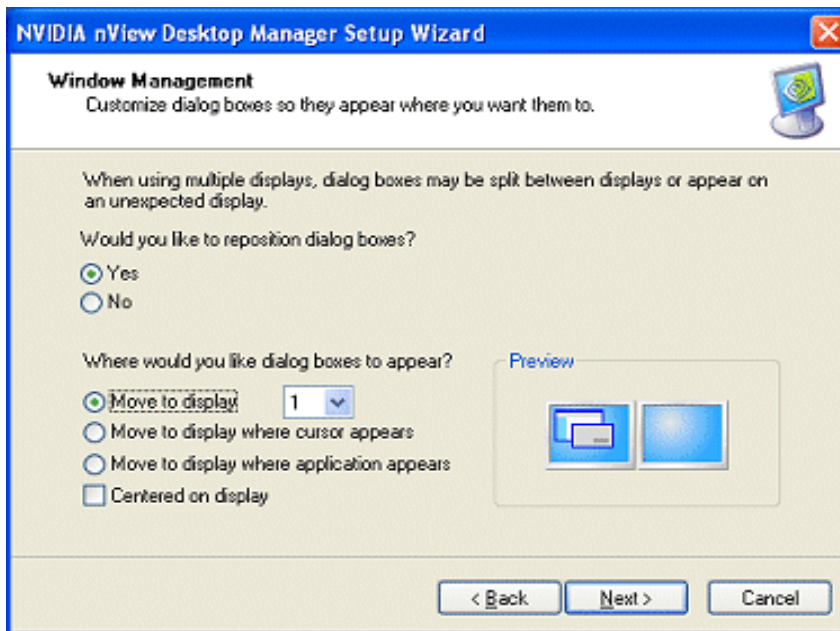 NVIDIA nView Desktop Manager Setup Wizard
Window Management
Customize dialog boxes so they appear where you want them to.
When using multiple displays, dialog boxes may be split between displays or appear on
an unexpected display.
Would you like to reposition dialog boxes?
Yes
No
Where would you like dialog boxes to appear?
Preview
Move to display 1
Move to display where cursor appears
Move to display where application appears
Centered on display
< Back Next > Cancel